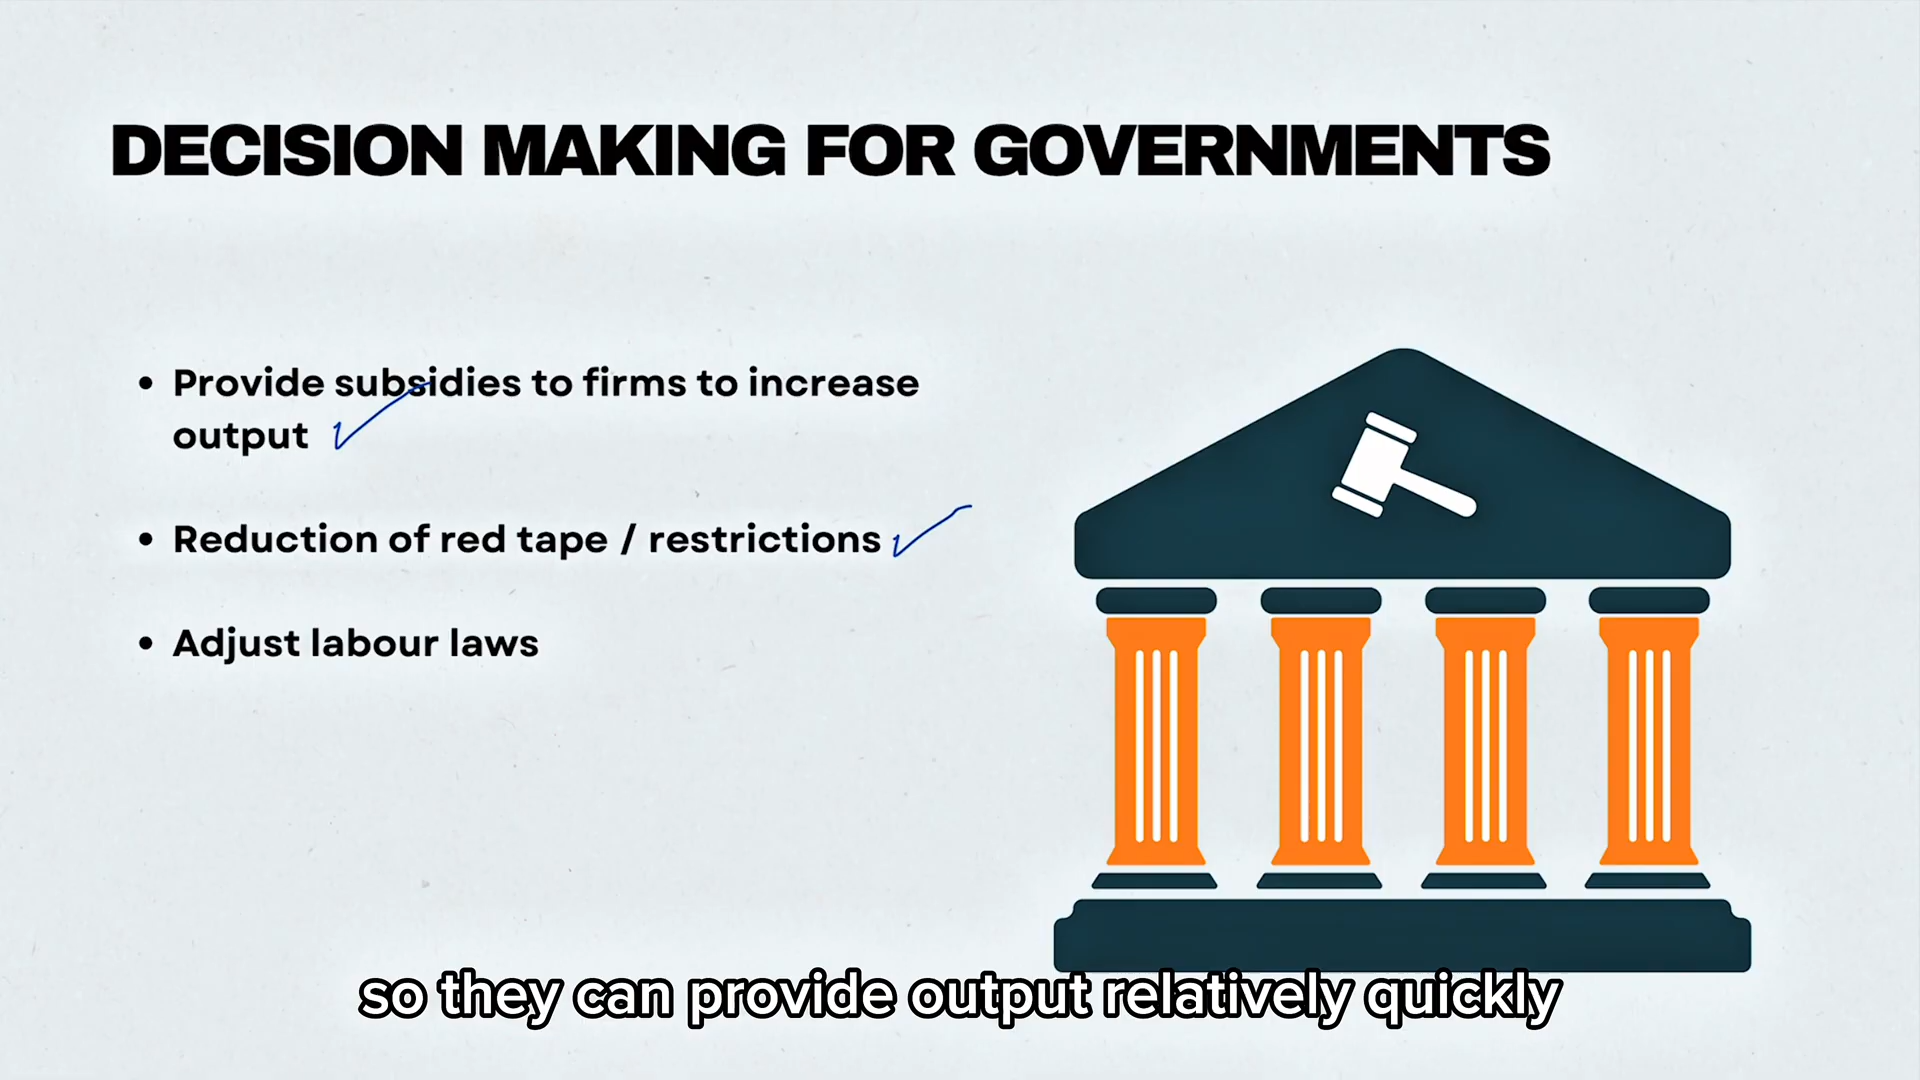 DECISION MAKING FOR GOVERNMENTS
• Provide subsidies to firms to increase
output
• Reduction of red tape / restrictions
• Adjust labour laws
so they can provide output relatively quickly